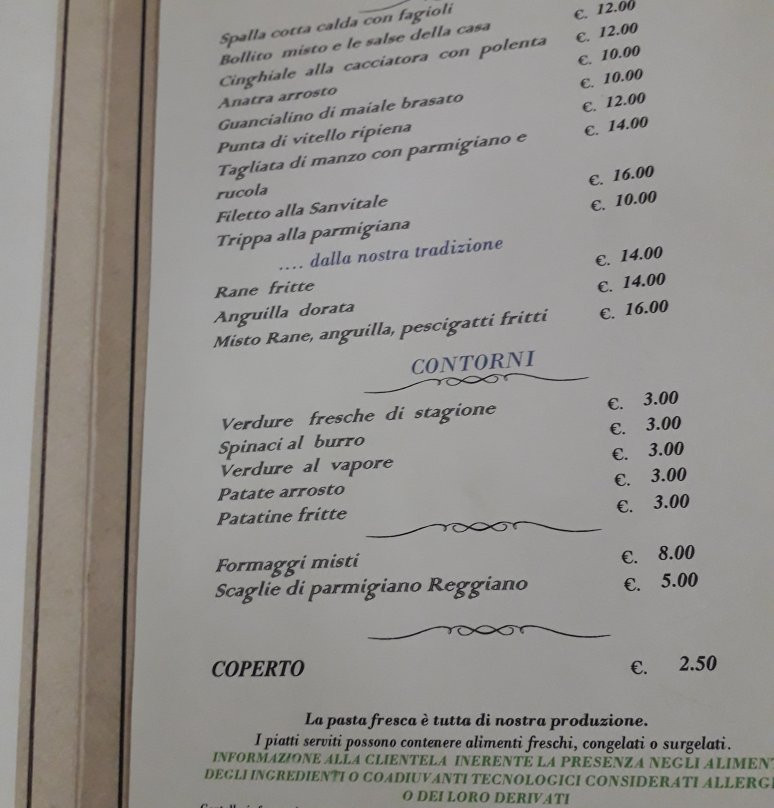 Spalla cotta calda con fagioli
Bollito misto e le salse della casa €. 12.00
Cinghiale alla cacciatora con polenta €. 12.00
Anatra arrosto €. 10.00
Guancialino di maiale brasato €. 10.00
Punta di vitello ripiena €. 12.00
Tagliata di manzo con parmigiano e €. 14.00
rucola
Filetto alla Sanvitale €. 16.00
Trippa alla parmigiana €. 10.00
.... dalla nostra tradizione
Rane fritte €. 14.00
Anguilla dorata €. 14.00
Misto Rane, anguilla, pescigatti fritti €. 16.00
CONTORNI
Verdure fresche di stagione €. 3.00
Spinaci al burro €. 3.00
Verdure al vapore €. 3.00
Patate arrosto €. 3.00
Patatine fritte €. 3.00
Formaggi misti €. 8.00
Scaglie di parmigiano Reggiano €. 5.00
COPERTO €. 2.50
La pasta fresca è tutta di nostra produzione.
I piatti serviti possono contenere alimenti freschi, congelati o surgelati.
INFORMAZIONE ALLA CLIENTELA INERENTE LA PRESENZA NEGLI ALIMENT
DEGLI INGREDIENTI O COADIUVANTI TECNOLOGICI CONSIDERATI ALLERGE
O DEI LORO DERIVATI